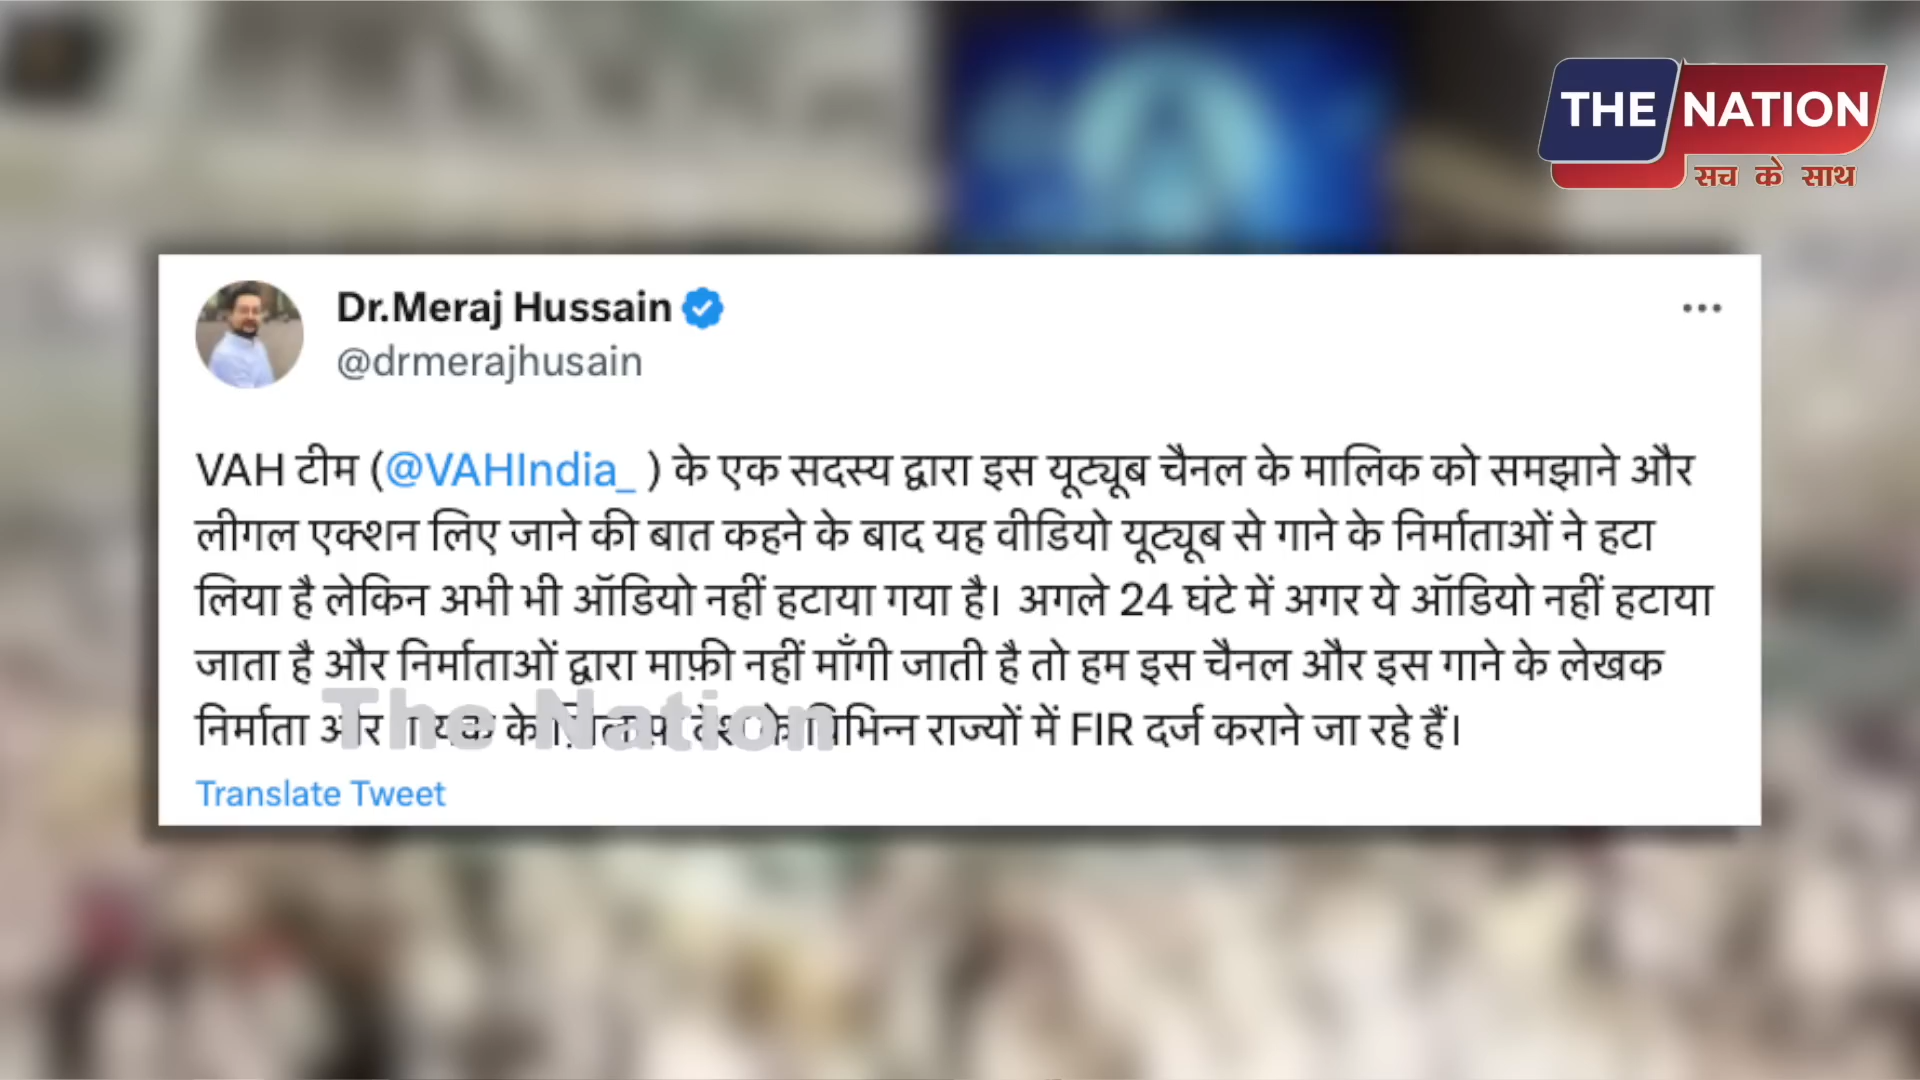 THE NATION
सच के साथ
Dr.Meraj Hussain
@drmerajhusain
VAH टीम (@VAHIndia_ ) के एक सदस्य द्वारा इस यूट्यूब चैनल के मालिक को समझाने और
लीगल एक्शन लिए जाने की बात कहने के बाद यह वीडियो यूट्यूब से गाने के निर्माताओं ने हटा
लिया है लेकिन अभी भी ऑडियो नहीं हटाया गया है। अगले 24 घंटे में अगर ये ऑडियो नहीं हटाया
जाता है और निर्माताओं द्वारा माफ़ी नहीं माँगी जाती है तो हम इस चैनल और इस गाने के लेखक
निर्माता और गायक के ख़िलाफ़ देश के विभिन्न राज्यों में FIR दर्ज कराने जा रहे हैं।
The Nation
Translate Tweet